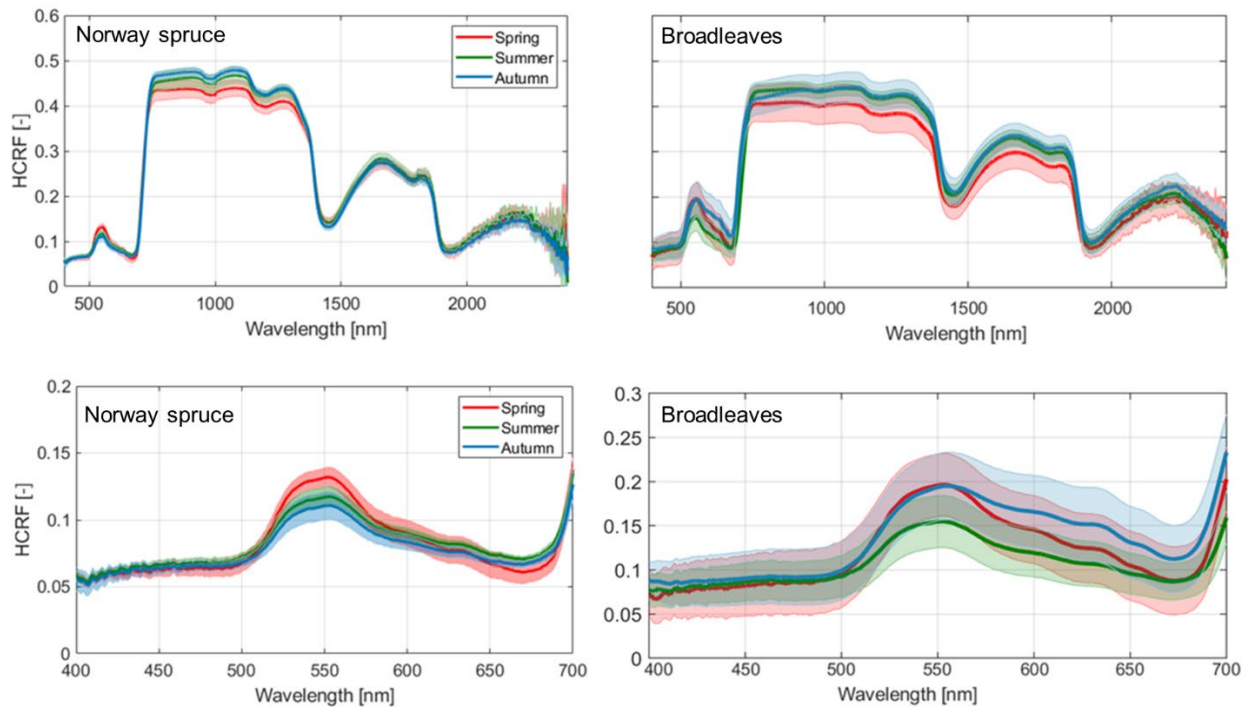 Norway spruce
Spring
Summer
Autumn
HCRF [-]
0.6
0.5
0.4
0.3
0.2
0.1
0
500
1000
1500
2000
Wavelength [nm]
Broadleaves
500
1000
1500
2000
Wavelength [nm]
Norway spruce
Spring
Summer
Autumn
HCRF [-]
0.2
0.15
0.1
0.05
0
400
450
500
550
600
650
700
Wavelength [nm]
Broadleaves
0.3
0.25
0.2
0.15
0.1
0.05
0
400
450
500
550
600
650
700
Wavelength [nm]